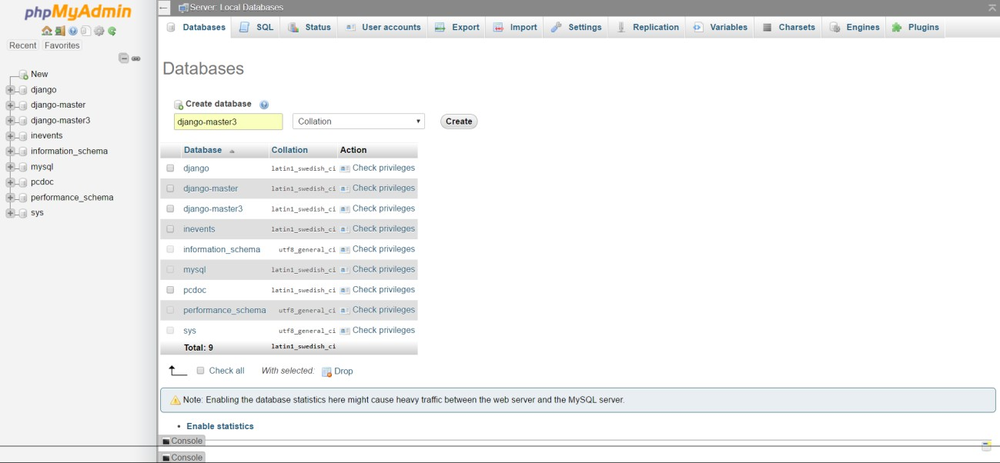 phpMyAdmin
Recent Favorites
New
django
django-master
django-master3
inevents
information_schema
mysql
pcdoc
performance_schema
sys
Server: Local Databases
Databases SQL Status User accounts Export Import Settings Replication Variables Charsets Engines Plugins
Databases
Create database
django-master3 Collation Create
Database Collation Action
django latin1_swedish_ci Check privileges
django-master latin1_swedish_ci Check privileges
django-master3 latin1_swedish_ci Check privileges
inevents latin1_swedish_ci Check privileges
information_schema utf8_general_ci Check privileges
mysql latin1_swedish_ci Check privileges
pcdoc latin1_swedish_ci Check privileges
performance_schema utf8_general_ci Check privileges
sys utf8_general_ci Check privileges
Total: 9 latin1_swedish_ci
Check all With selected: Drop
Note: Enabling the database statistics here might cause heavy traffic between the web server and the MySQL server.
• Enable statistics
Console
Console